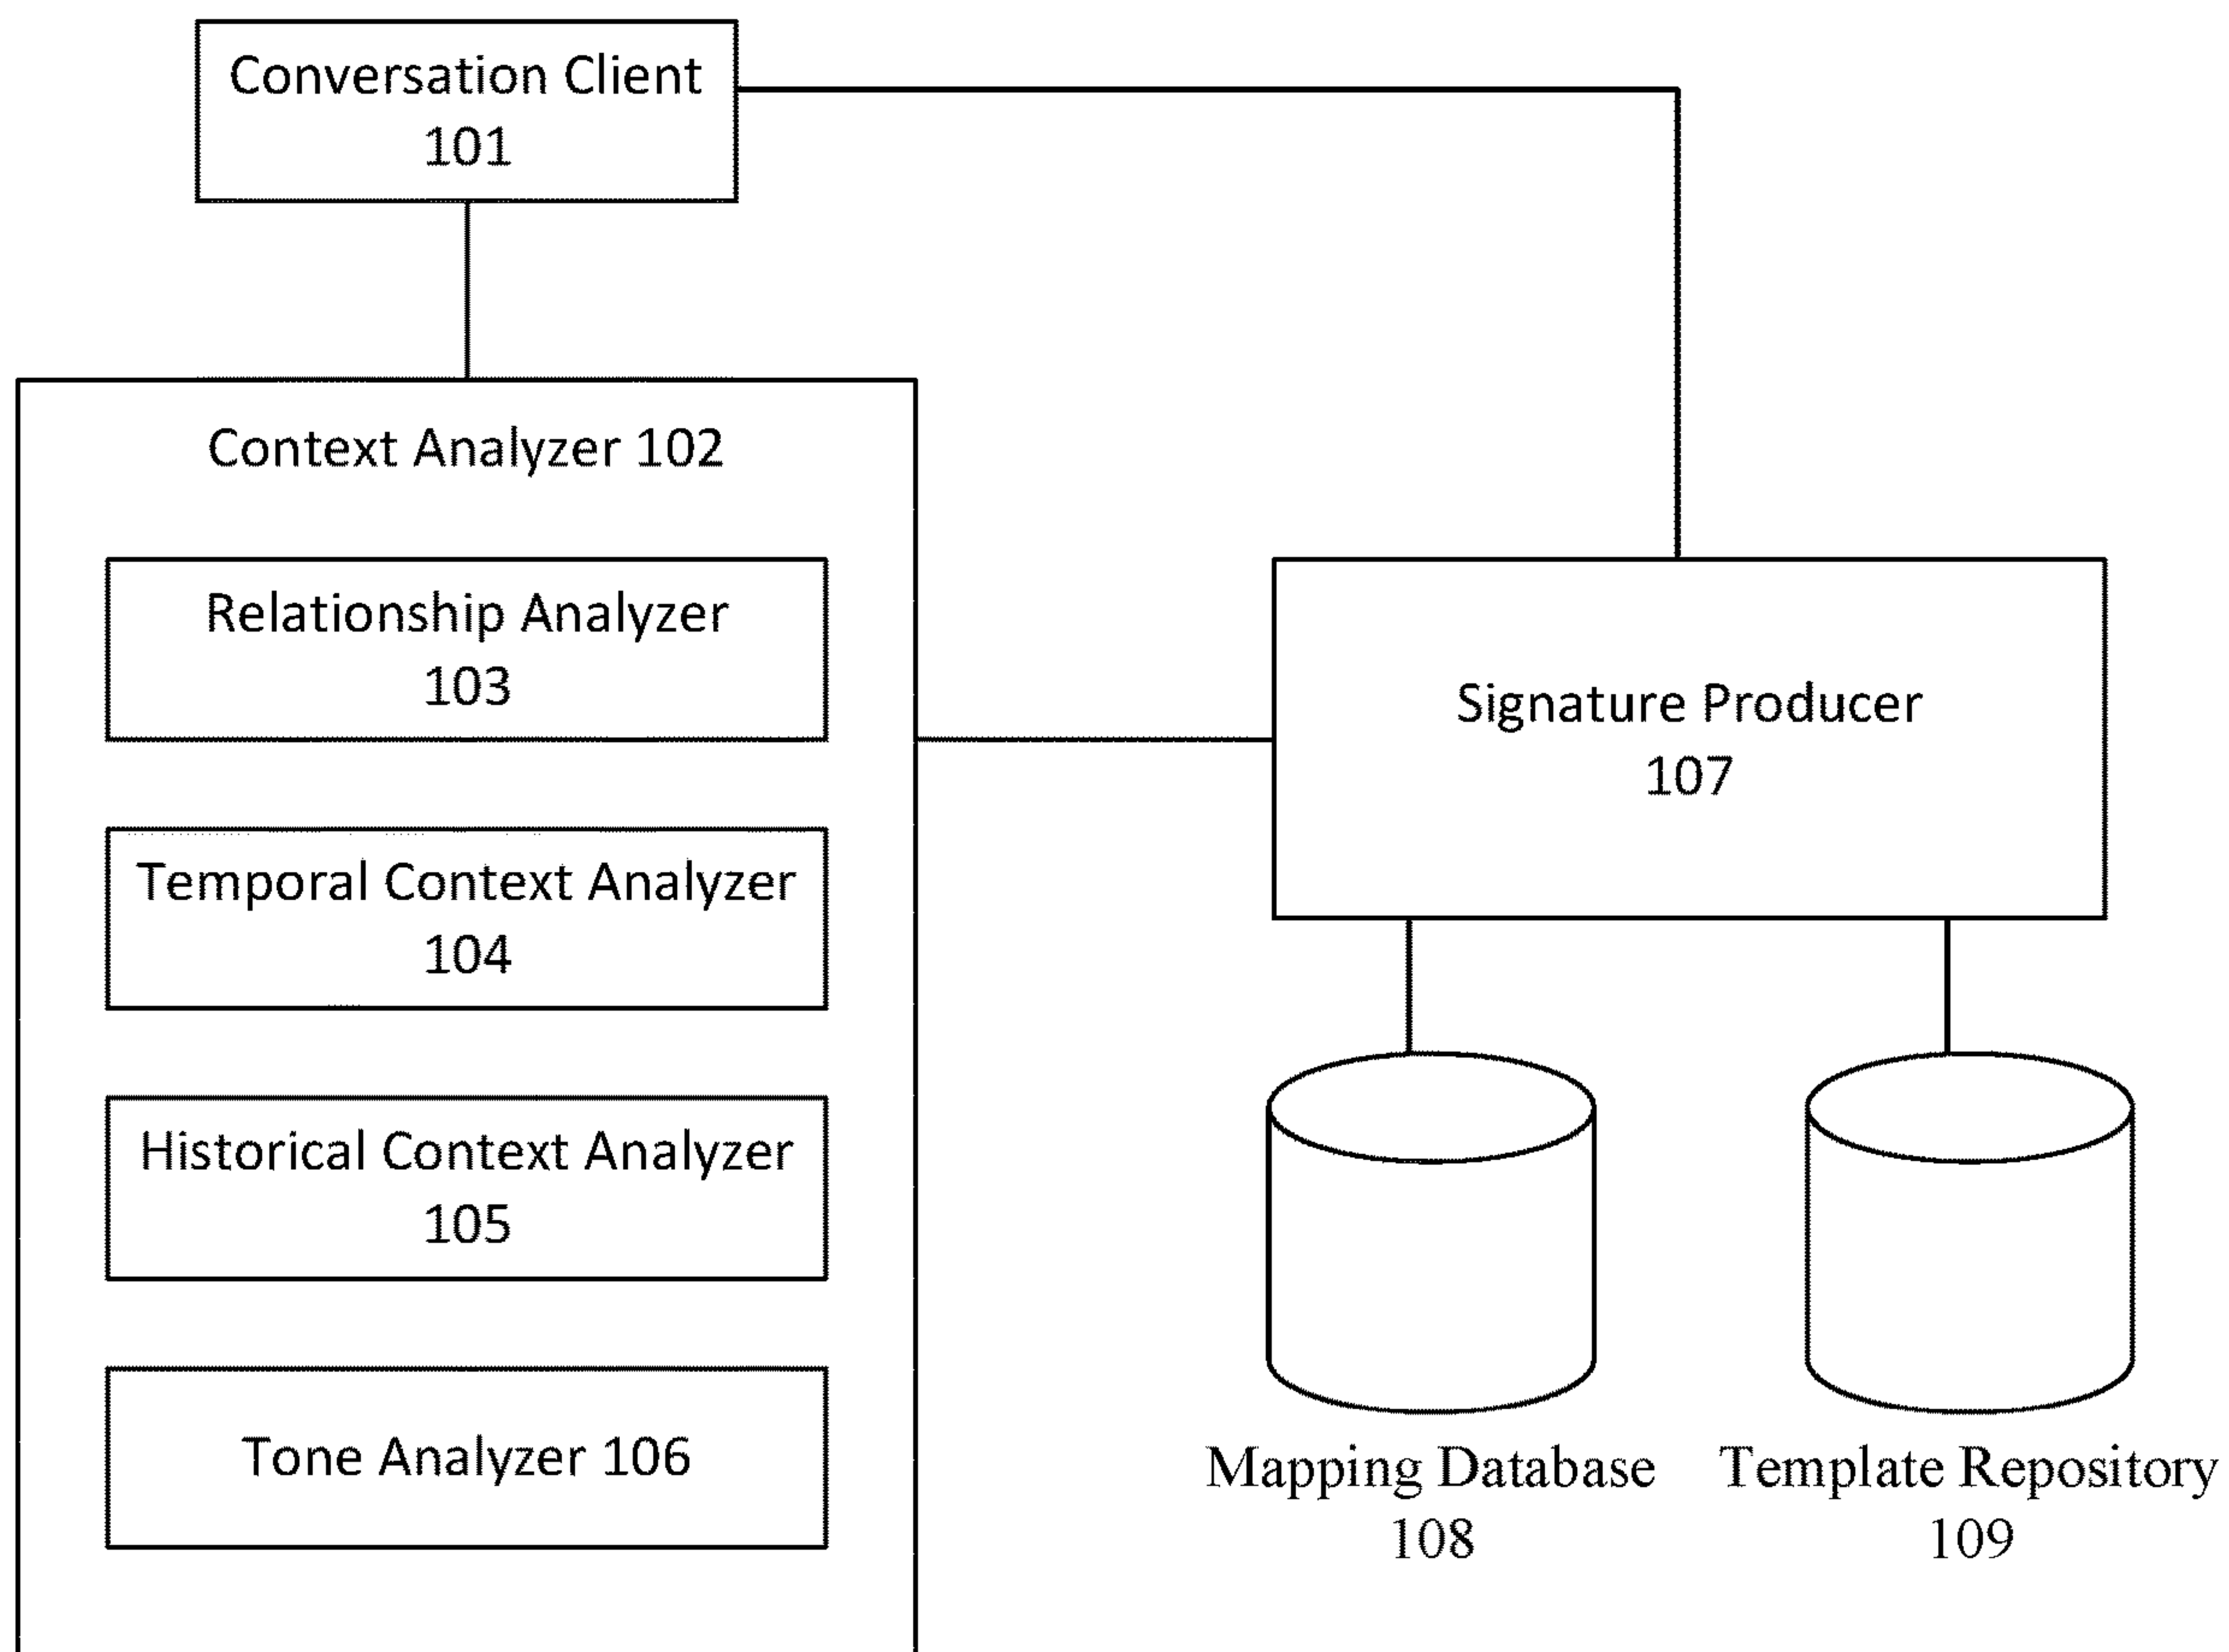 Conversation Client
101
Context Analyzer 102
Relationship Analyzer
103
Temporal Context Analyzer
104
Historical Context Analyzer
105
Tone Analyzer 106
Signature Producer
107
Mapping Database
108
Template Repository
109